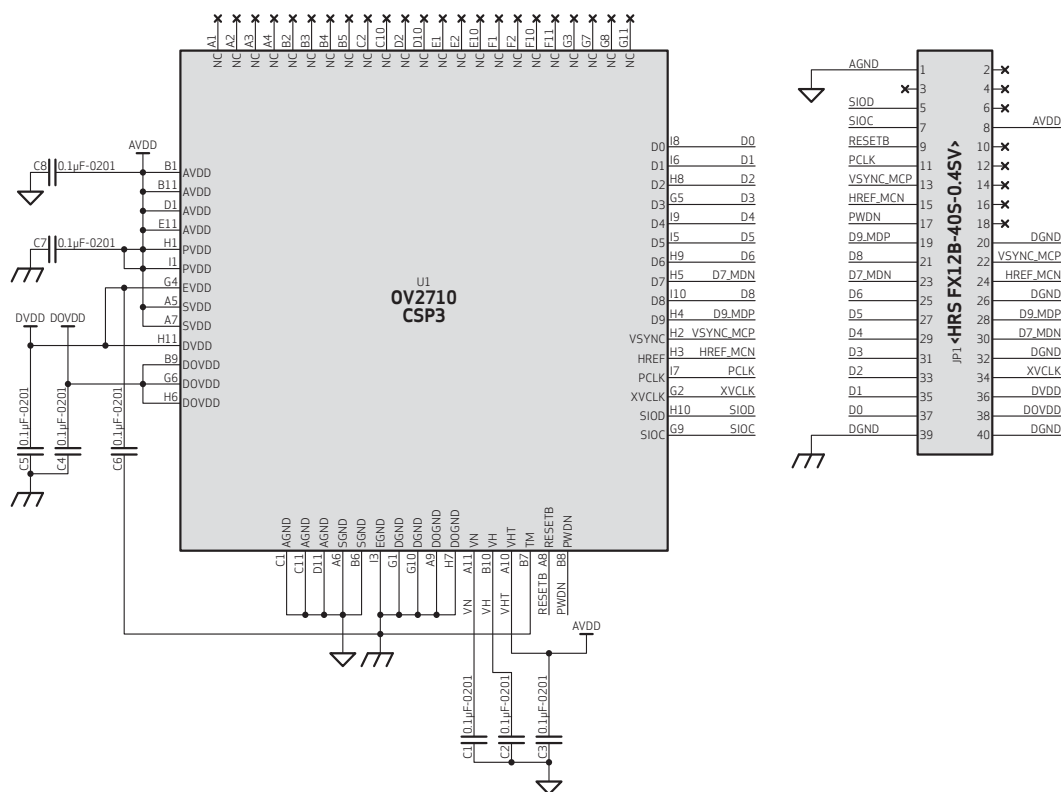 A1 A2 A3 A4 B2 B3 B4 B5 C2 C10 D2 D10 E1 E2 E10 F1 F2 F10 F11 G3 G7 G8 G11
NC NC NC NC NC NC NC NC NC NC NC NC NC NC NC NC NC NC NC NC NC NC NC
U1
OV2710
CSP3
AVDD
C8 0.1µF-0201
B1 AVDD
B11 AVDD
D1 AVDD
E11 AVDD
C7 0.1µF-0201
H1 PVDD
I1 PVDD
G4 EVDD
A5 SVDD
A7 SVDD
DVDD DOVDD
H11 DVDD
B9 DOVDD
G6 DOVDD
H6 DOVDD
C5 0.1µF-0201
C4 0.1µF-0201
C6 0.1µF-0201
D0 I8 D0
D1 I6 D1
D2 H8 D2
D3 G5 D3
D4 I9 D4
D5 I5 D5
D6 H9 D6
D7 H5 D7_MDN
D8 I10 D8
D9 H4 D9_MDP
VSYNC H2 VSYNC_MCP
HREF H3 HREF_MCN
PCLK I7 PCLK
XVCLK G2 XVCLK
SIOD H10 SIOD
SIOC G9 SIOC
AGND AGND AGND SGND SGND EGND DGND DGND DOGND DOGND VN VH VHT TM RESETB PWDN
C1 C11 D11 A6 B6 I3 G1 G10 A9 H7 A11 B10 A10 B7 A8 B8
VN VH VHT RESETB PWDN
AVDD
C1 0.1µF-0201
C2 0.1µF-0201
C3 0.1µF-0201
JP1 <HRS FX12B-40S-0.4SV>
AGND 1 2
3 4
SIOD 5 6
SIOC 7 8 AVDD
RESETB 9 10
PCLK 11 12
VSYNC_MCP 13 14
HREF_MCN 15 16
PWDN 17 18
D9_MDP 19 20 DGND
D8 21 22 VSYNC_MCP
D7_MDN 23 24 HREF_MCN
D6 25 26 DGND
D5 27 28 D9_MDP
D4 29 30 D7_MDN
D3 31 32 DGND
D2 33 34 XVCLK
D1 35 36 DVDD
D0 37 38 DOVDD
DGND 39 40 DGND